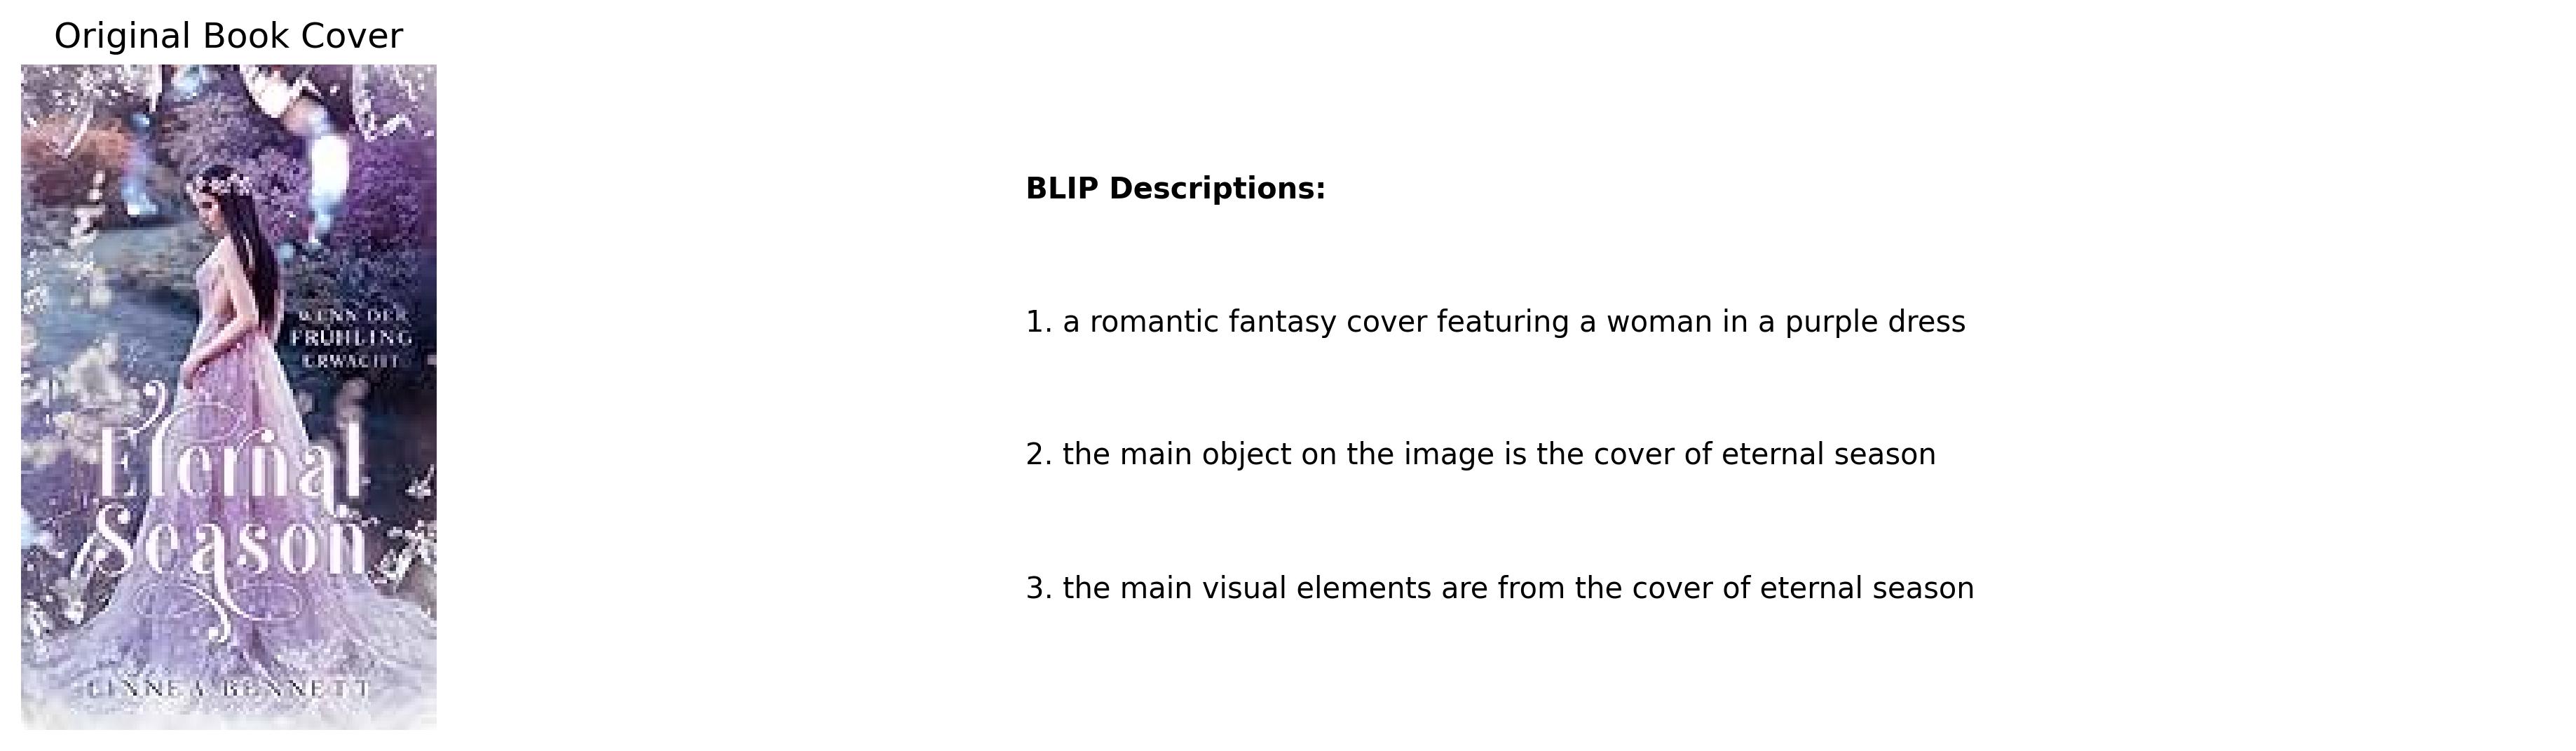 Original Book Cover
WENN DER
FRÜHLING
ERWACHT
Eternal
Season
LINNEA BENNETT
BLIP Descriptions:
1. a romantic fantasy cover featuring a woman in a purple dress
2. the main object on the image is the cover of eternal season
3. the main visual elements are from the cover of eternal season